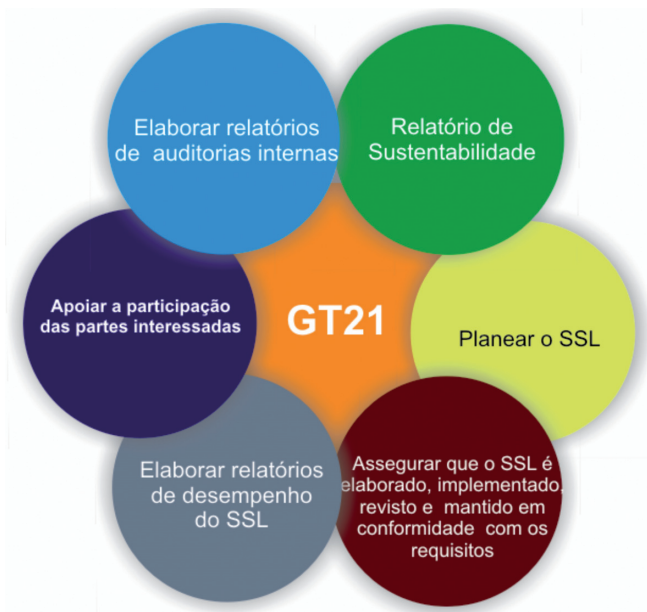 Elaborar relatórios
de auditorias internas
Relatório de
Sustentabilidade
Apoiar a participação
das partes interessadas
GT21
Planear o SSL
Elaborar relatórios
de desempenho
do SSL
Assegurar que o SSL é
elaborado, implementado,
revisto e mantido em
conformidade com os
requisitos